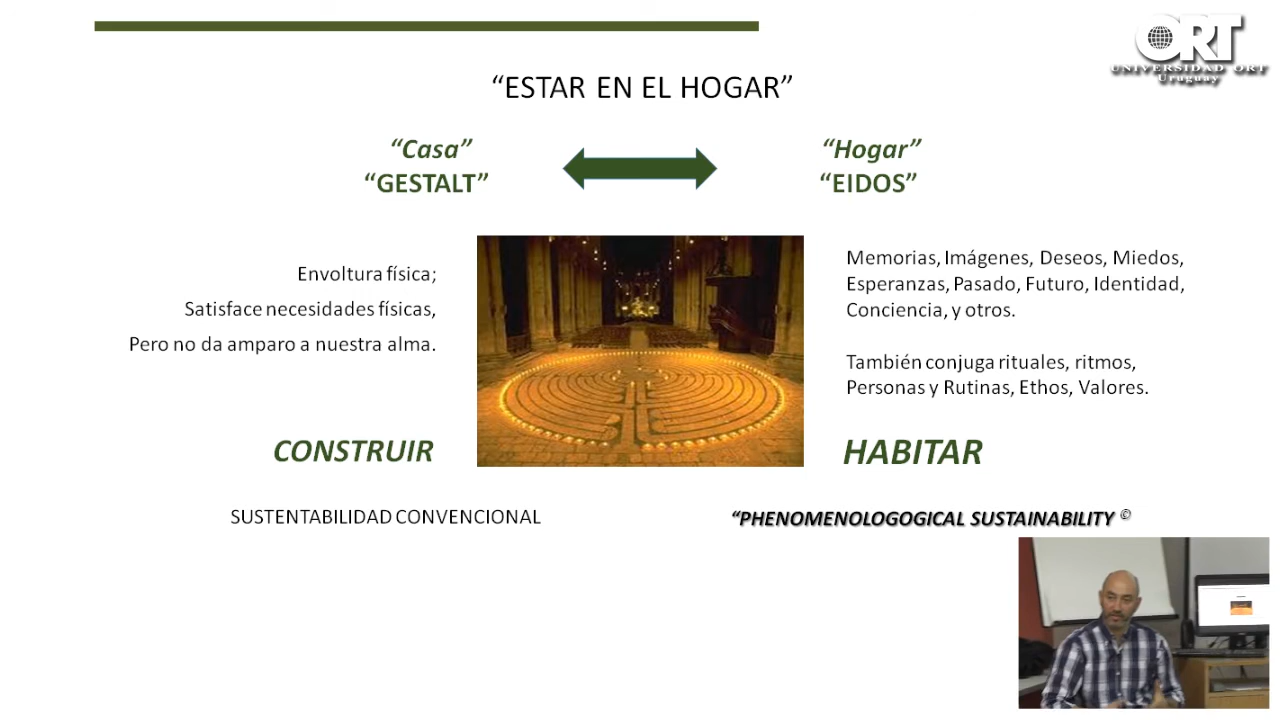 ORT
UNIVERSIDAD ORT
Uruguay
“ESTAR EN EL HOGAR”
“Casa”
“GESTALT”
“Hogar”
“EIDOS”
Envoltura física;
Satisface necesidades físicas,
Pero no da amparo a nuestra alma.
Memorias, Imágenes, Deseos, Miedos,
Esperanzas, Pasado, Futuro, Identidad,
Conciencia, y otros.
También conjuga rituales, ritmos,
Personas y Rutinas, Ethos, Valores.
CONSTRUIR
HABITAR
SUSTENTABILIDAD CONVENCIONAL
“PHENOMENOLOGOGICAL SUSTAINABILITY ©